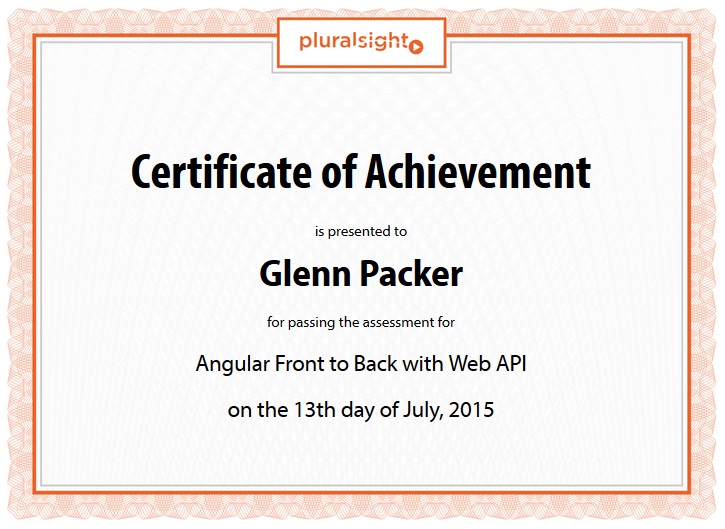 pluralsight
Certificate of Achievement
is presented to
Glenn Packer
for passing the assessment for
Angular Front to Back with Web API
on the 13th day of July, 2015